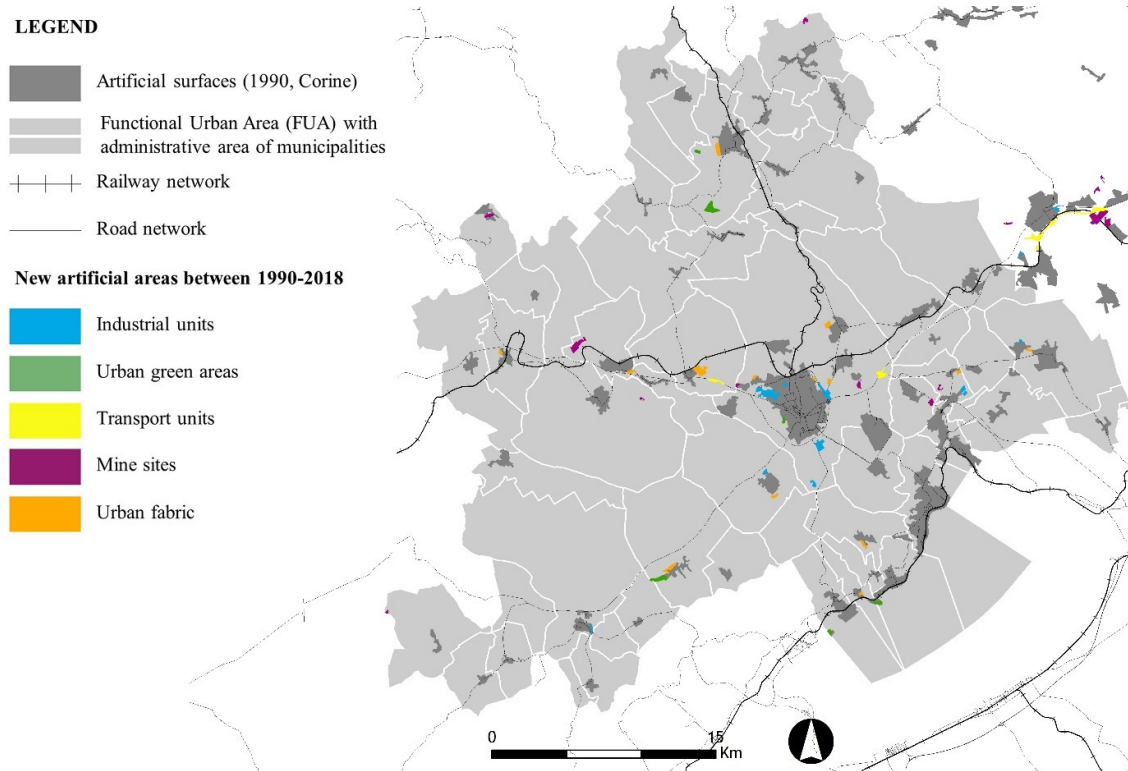 LEGEND
Artificial surfaces (1990, Corine)
Functional Urban Area (FUA) with
administrative area of municipalities
Railway network
Road network
New artificial areas between 1990-2018
Industrial units
Urban green areas
Transport units
Mine sites
Urban fabric
0 15
Km